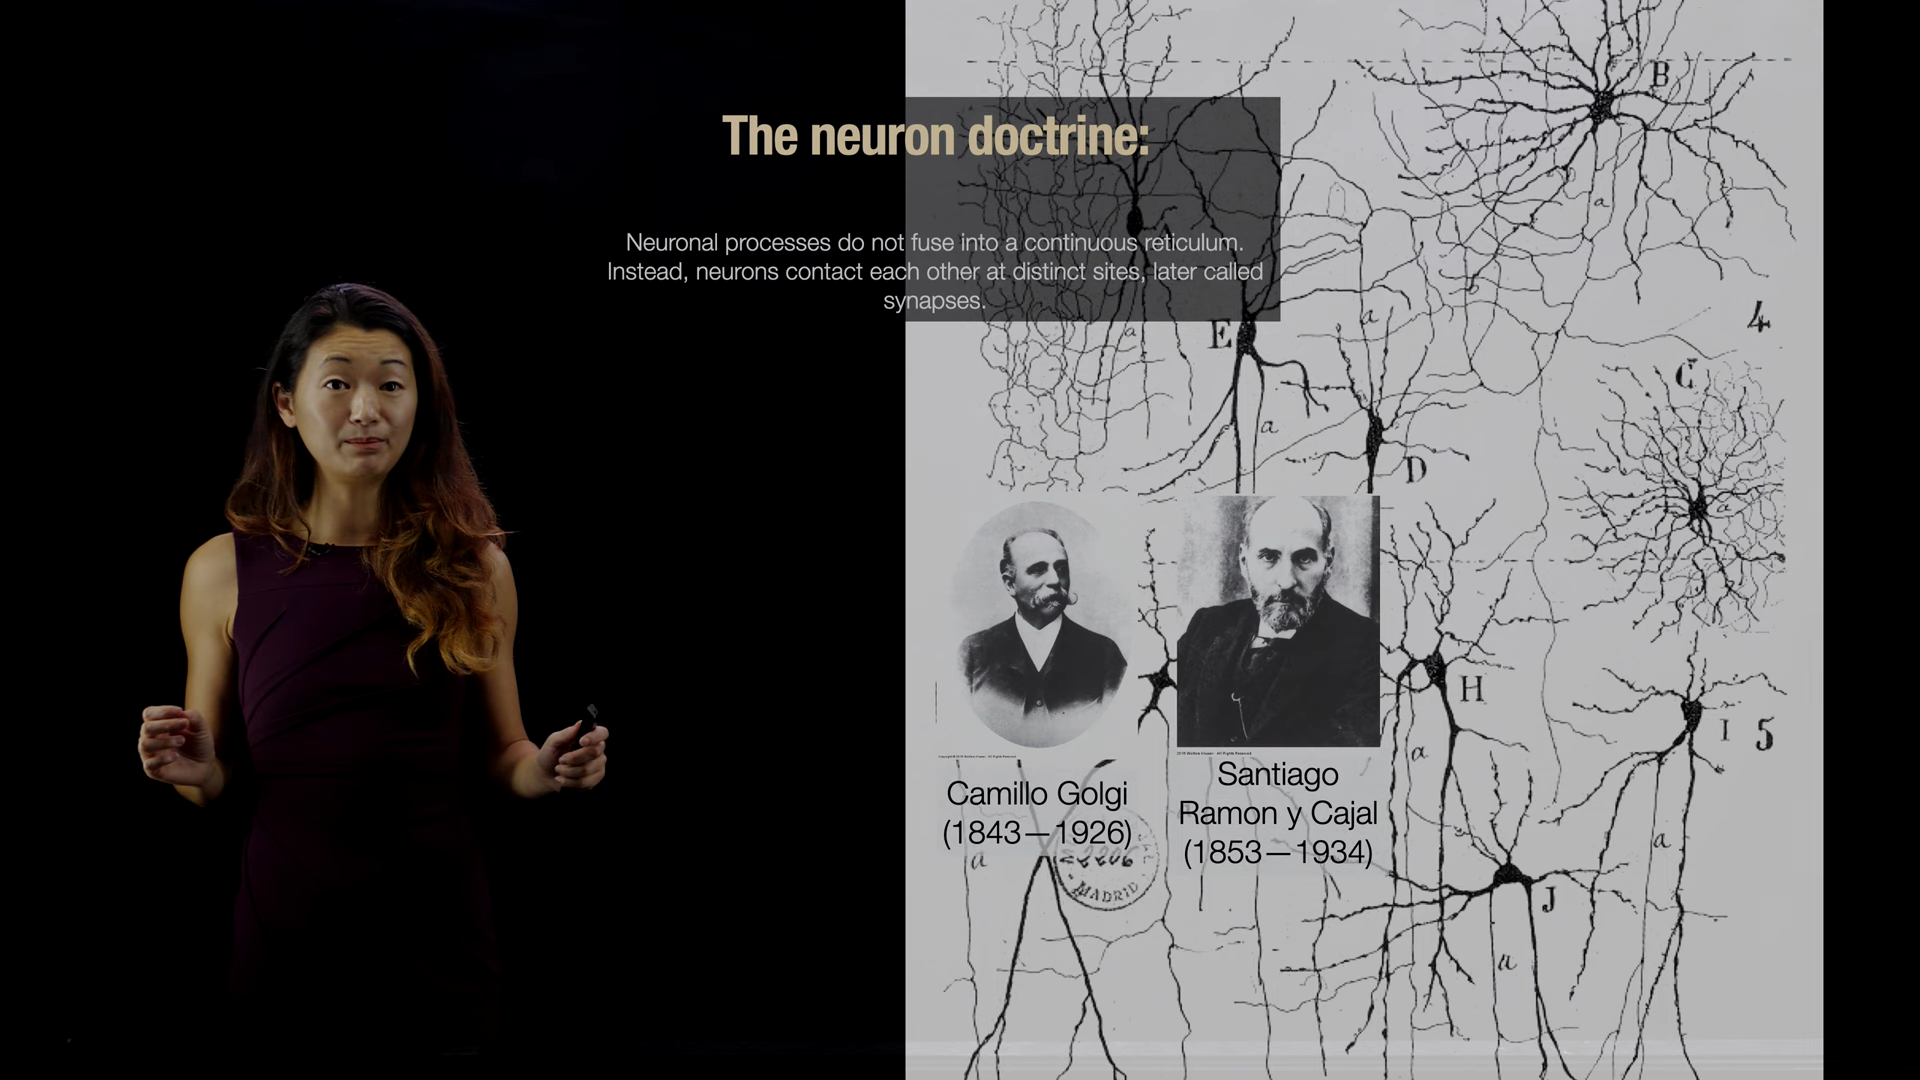 The neuron doctrine:
Neuronal processes do not fuse into a continuous reticulum.
Instead, neurons contact each other at distinct sites, later called
synapses.
B
A
a
a
4
E
a
a
C
a
D
a
H
I 5
a
Camillo Golgi
(1843—1926)
Santiago
Ramon y Cajal
(1853—1934)
a
2206
MADRID
a
J
a